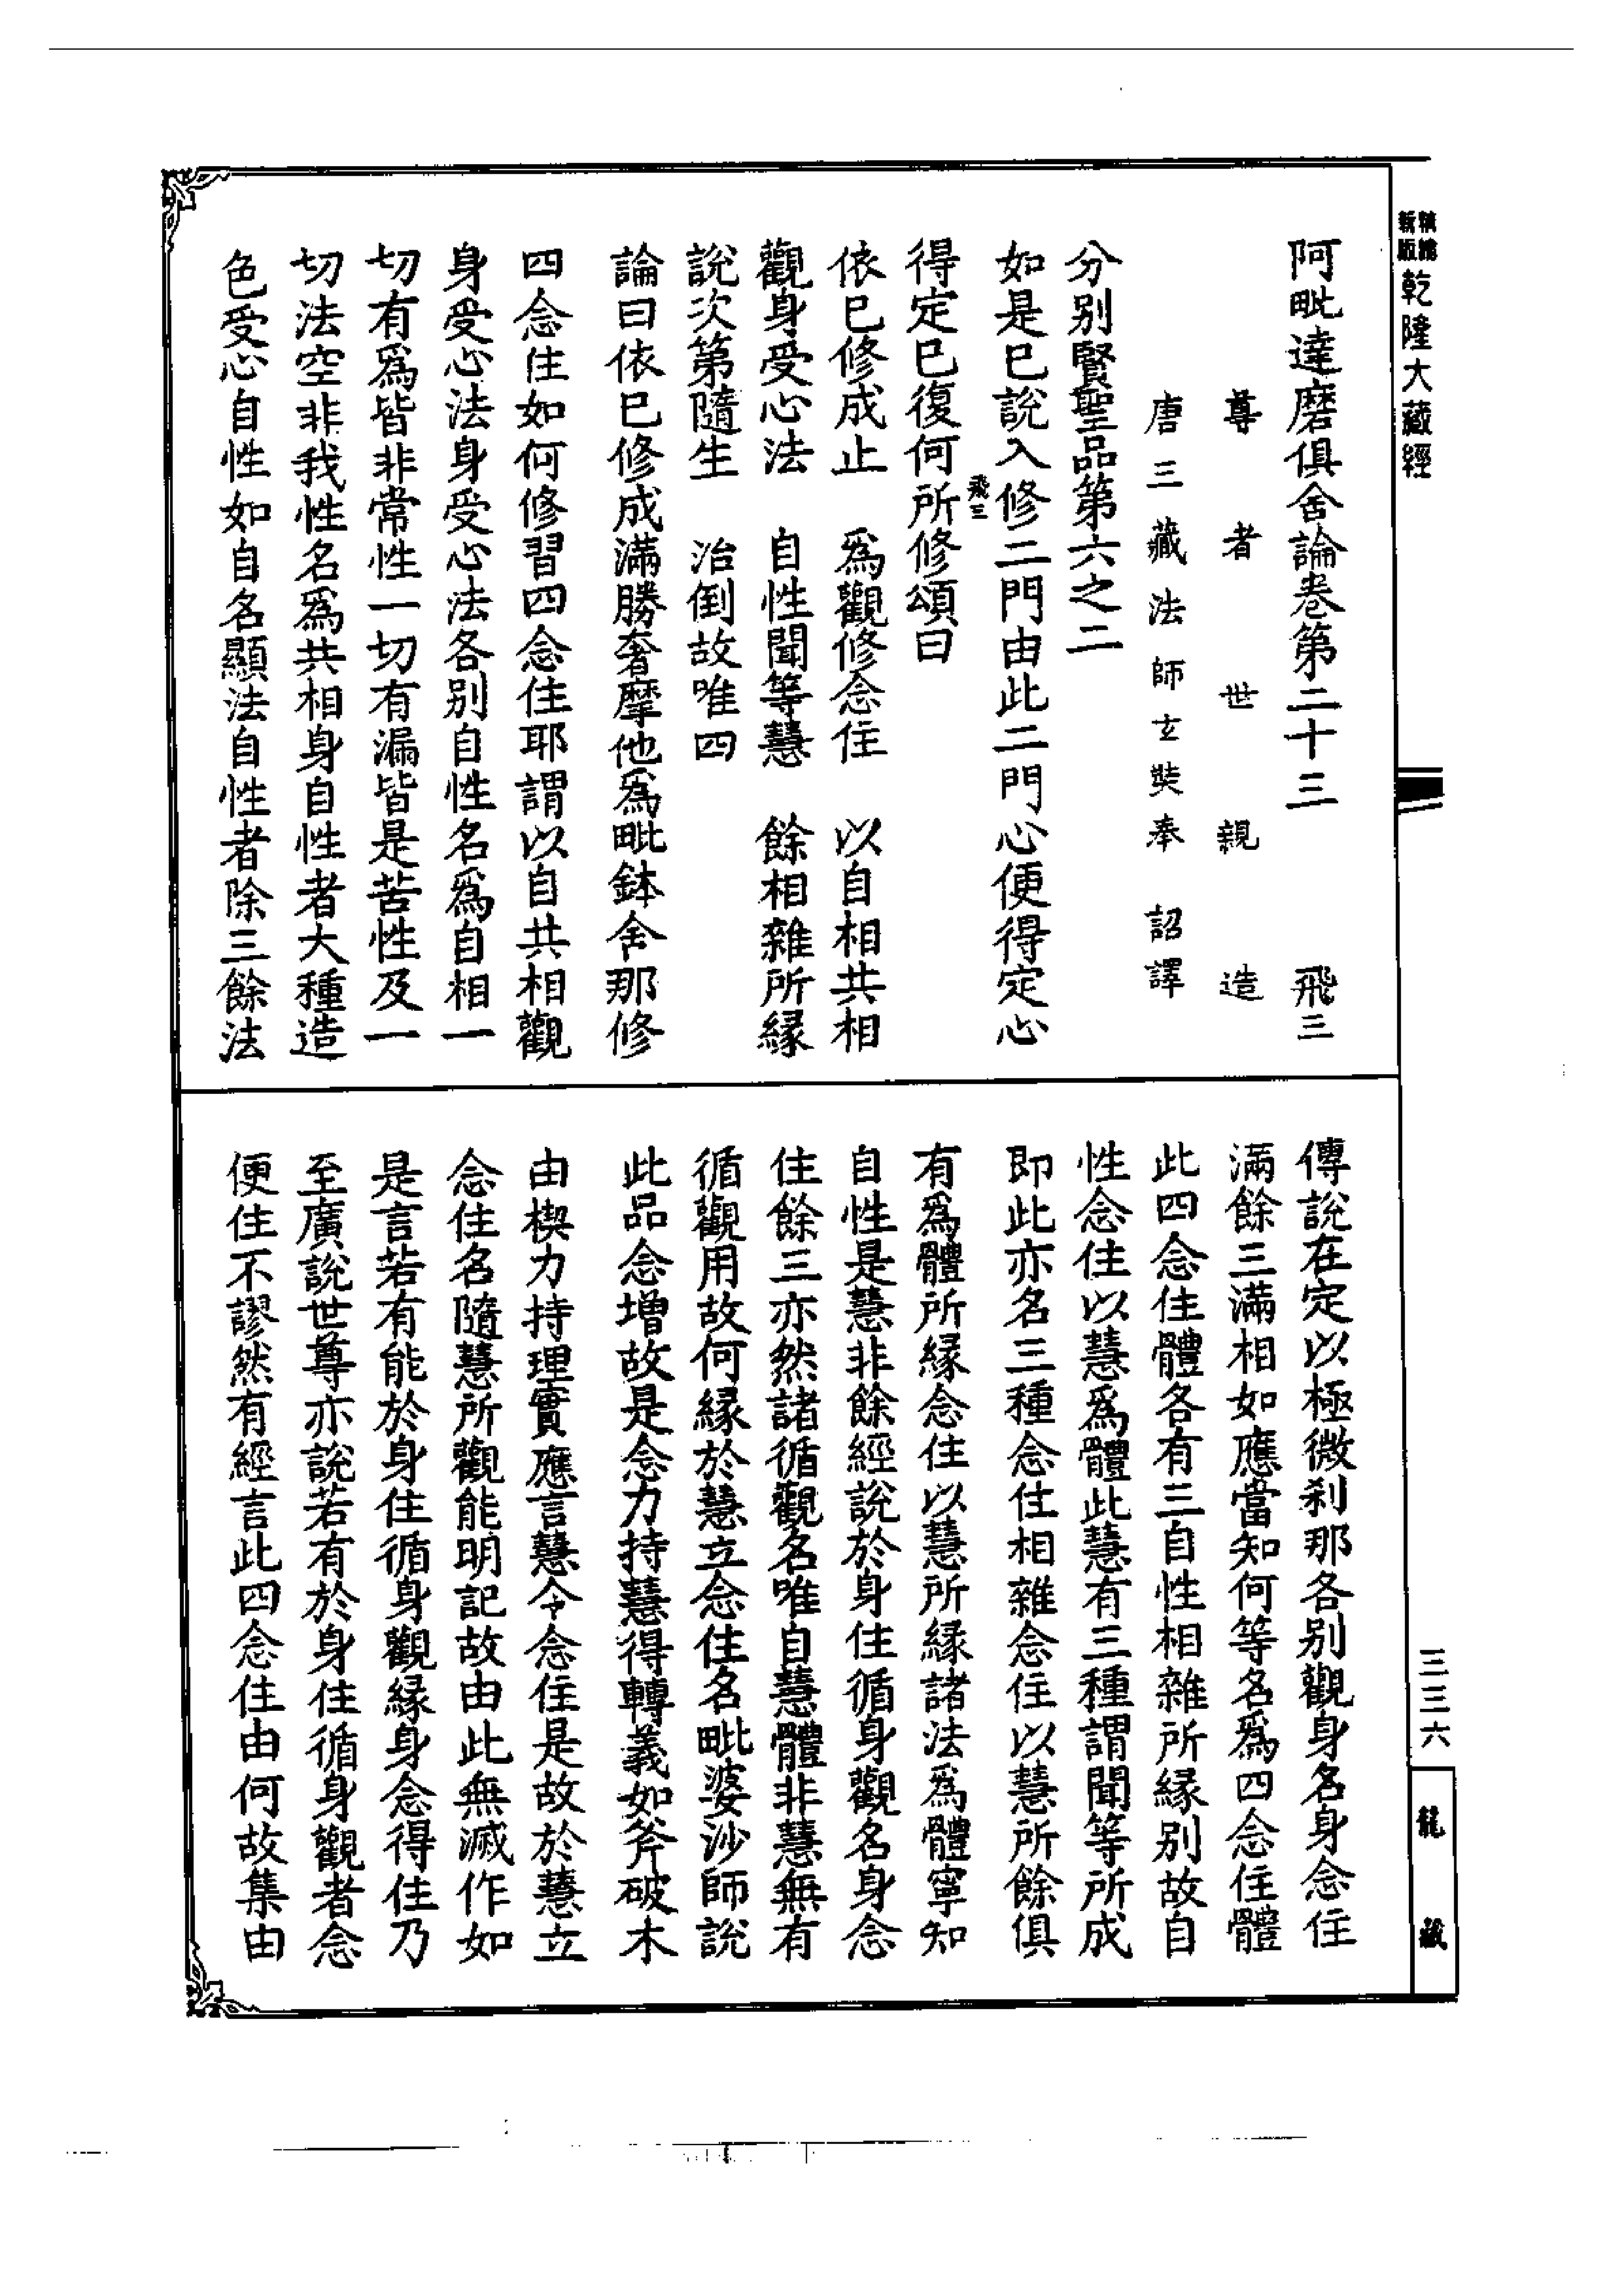 新版精縮乾隆大藏經
阿毗達磨俱舍論卷第二十三 飛三
尊者世親造
唐三藏法師玄奘奉詔譯
分別賢聖品第六之二
如是已說入修二門由此二門心便得定心
飛三
得定已復何所修頌曰
依已修成止 爲觀修念住 以自相共相
觀身受心法 自性聞等慧 餘相雜所縁
說次第隨生 治倒故唯四
論曰依已修成滿勝奢摩他爲毗鉢舍那修
四念住如何修習四念住耶謂以自共相觀
身受心法身受心法各別自性名爲自相一
切有爲皆非常性一切有漏皆是苦性及一
切法空非我性名爲共相身自性者大種造
色受心自性如自名顯法自性者除三餘法
傳說在定以極微刹那各別觀身名身念住
滿餘三滿相如應當知何等名爲四念住體
此四念住體各有三自性相雜所縁別故自
性念住以慧爲體此慧有三種謂聞等所成
即此亦名三種念住相雜念住以慧所餘俱
有爲體所縁念住以慧所縁諸法爲體寧知
自性是慧非餘經說於身住循身觀名身念
住餘三亦然諸循觀名唯自慧體非慧無有
循觀用故何縁於慧立念住名毗婆沙師說
此品念增故是念力持慧得轉義如斧破木
由楔力持理實應言慧令念住是故於慧立
念住名隨慧所觀能明記故由此無滅作如
是言若有能於身住循身觀縁身念得住乃
至廣說世尊亦說若有於身住循身觀者念
便住不謬然有經言此四念住由何故集由
三三六
龍藏